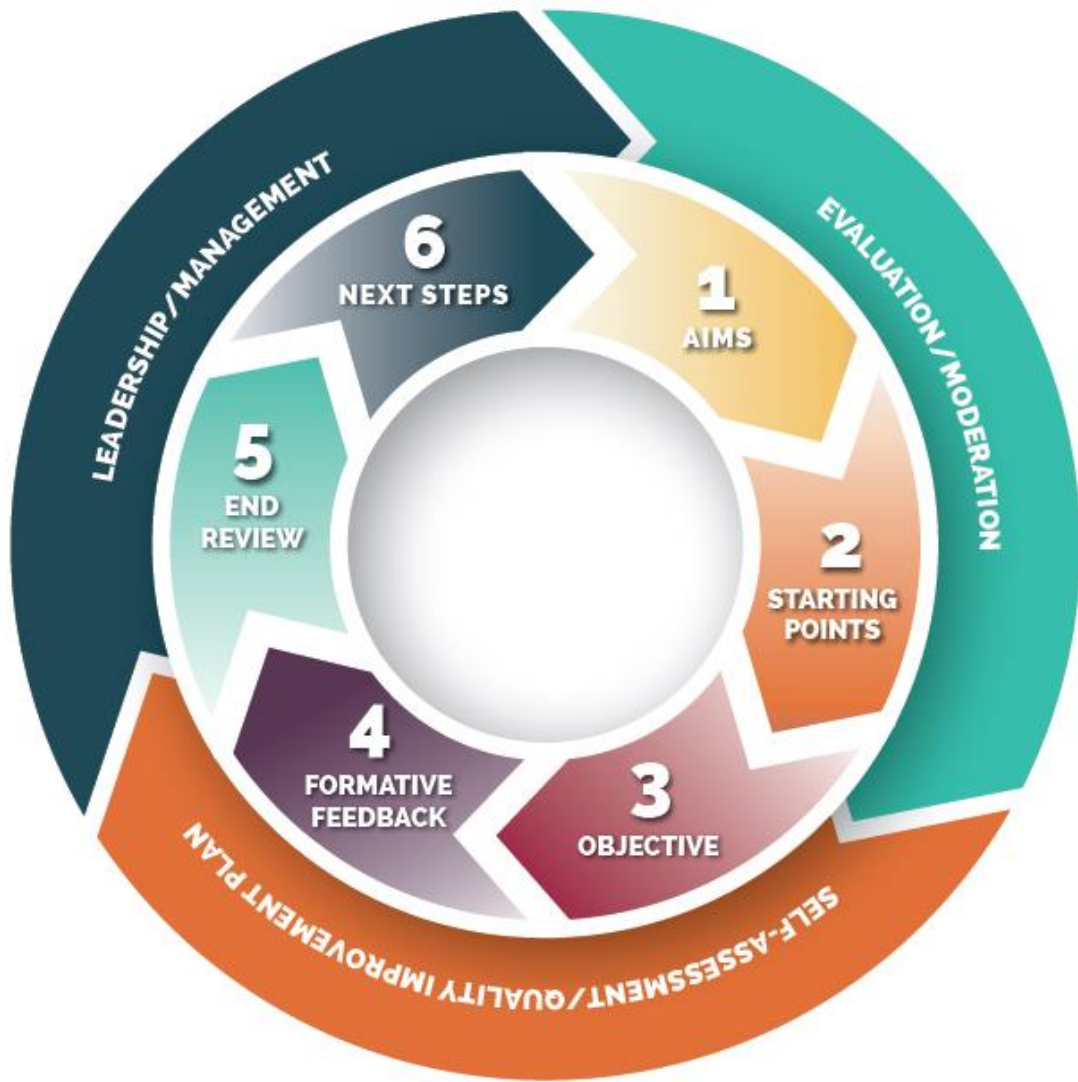 LEADERSHIP/MANAGEMENT
EVALUATION/MODERATION
SELF-ASSESSMENT/QUALITY IMPROVEMENT PLAN
1
AIMS
2
STARTING
POINTS
3
OBJECTIVE
4
FORMATIVE
FEEDBACK
5
END
REVIEW
6
NEXT STEPS